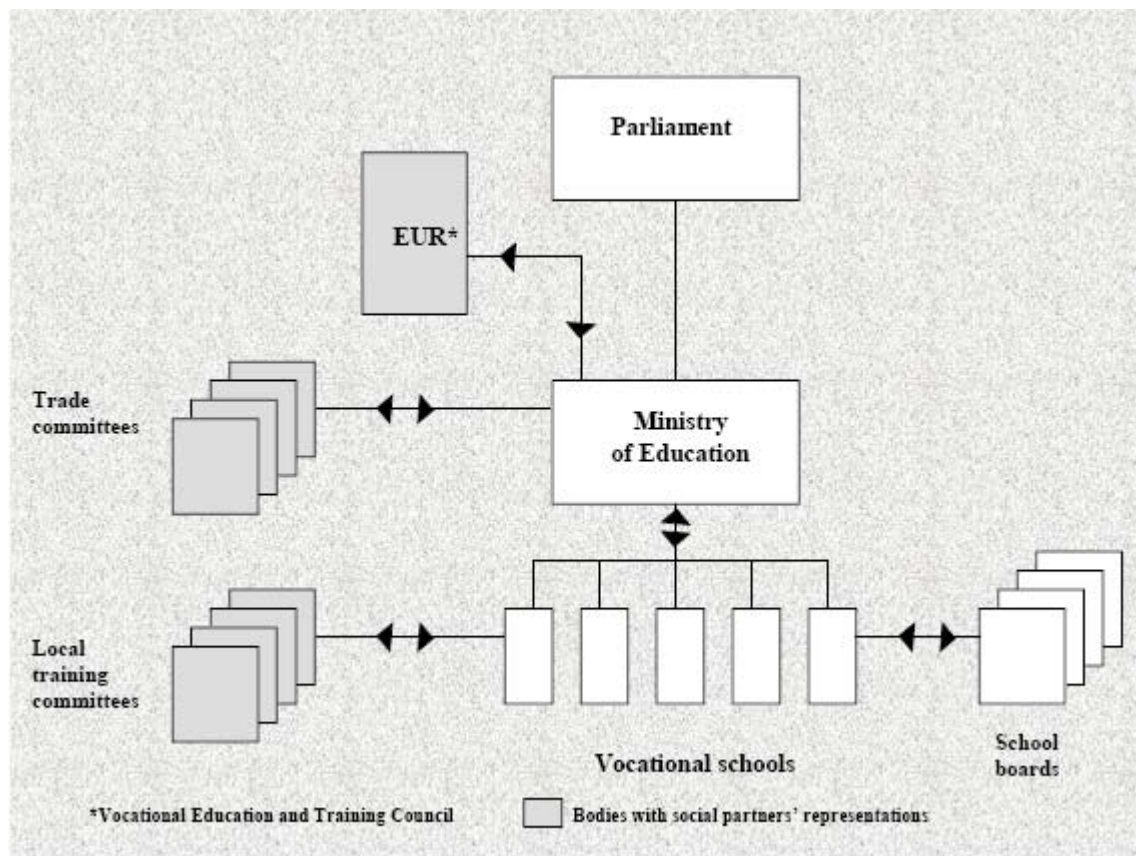 Parliament
EUR*
Trade
committees
Ministry
of Education
Local
training
committees
Vocational schools
School
boards
*Vocational Education and Training Council
Bodies with social partners’ representations